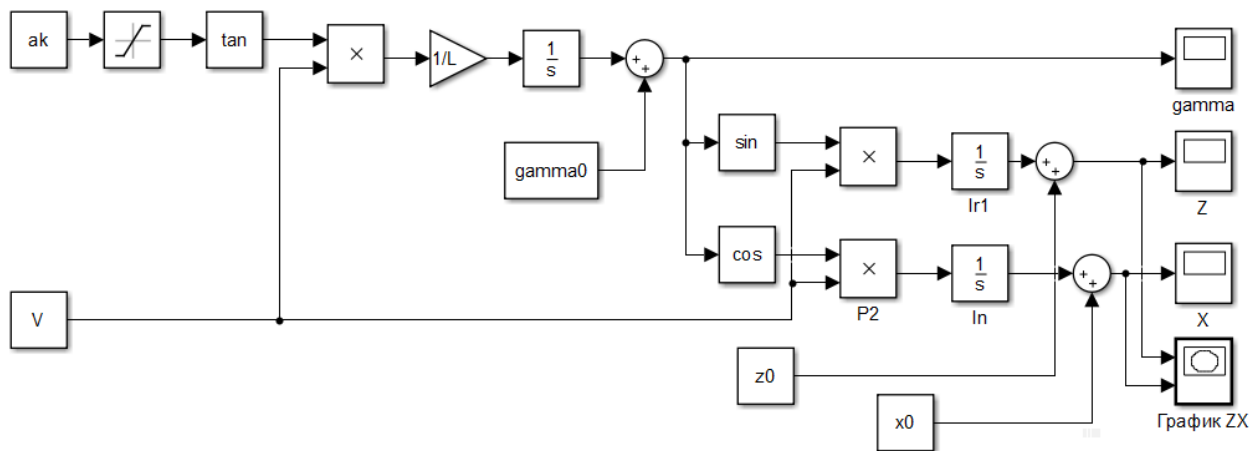 ak
tan
×
1/L
1
s
+
+
gamma
gamma0
sin
×
1
s
Ir1
+
+
Z
cos
×
P2
1
s
In
+
+
X
V
z0
x0
График ZX